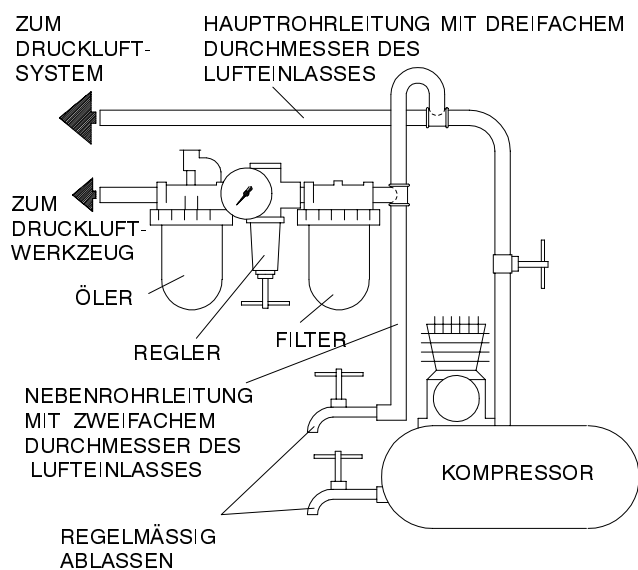 ZUM
DRUCKLUFT-
SYSTEM
HAUPTROHRLEITUNG MIT DREIFACHEM
DURCHMESSER DES
LUFTEINLASSES
ZUM
DRUCKLUFT-
WERKZEUG
ÖLER
REGLER
FILTER
NEBENROHRLEITUNG
MIT ZWEIFACHEM
DURCHMESSER DES
LUFTEINLASSES
KOMPRESSOR
REGELMÄSSIG
ABLASSEN